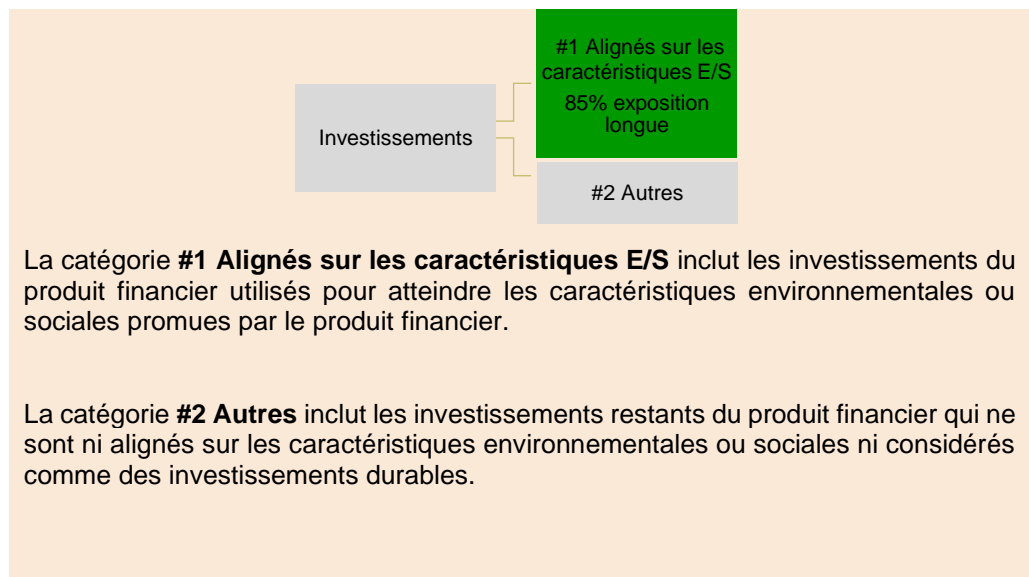 #1 Alignés sur les
caractéristiques E/S
85% exposition
longue
Investissements
#2 Autres
La catégorie #1 Alignés sur les caractéristiques E/S inclut les investissements du
produit financier utilisés pour atteindre les caractéristiques environnementales ou
sociales promues par le produit financier.
La catégorie #2 Autres inclut les investissements restants du produit financier qui ne
sont ni alignés sur les caractéristiques environnementales ou sociales ni considérés
comme des investissements durables.